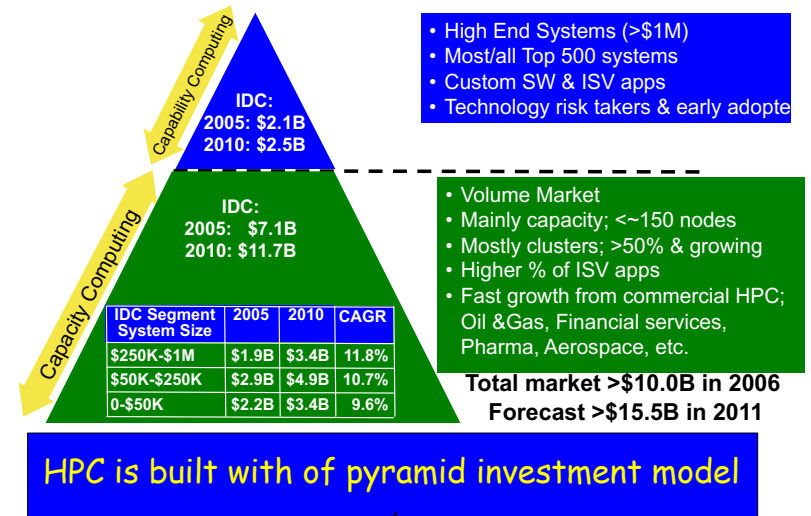 Capability Computing
IDC:
2005: $2.1B
2010: $2.5B
• High End Systems (>$1M)
• Most/all Top 500 systems
• Custom SW & ISV apps
• Technology risk takers & early adopte
Capacity Computing
IDC:
2005: $7.1B
2010: $11.7B
• Volume Market
• Mainly capacity; <~150 nodes
• Mostly clusters; >50% & growing
• Higher % of ISV apps
• Fast growth from commercial HPC;
Oil &Gas, Financial services,
Pharma, Aerospace, etc.
IDC Segment
System Size
2005 2010 CAGR
$250K-$1M $1.9B $3.4B 11.8%
$50K-$250K $2.9B $4.9B 10.7%
0-$50K $2.2B $3.4B 9.6%
Total market >$10.0B in 2006
Forecast >$15.5B in 2011
HPC is built with of pyramid investment model